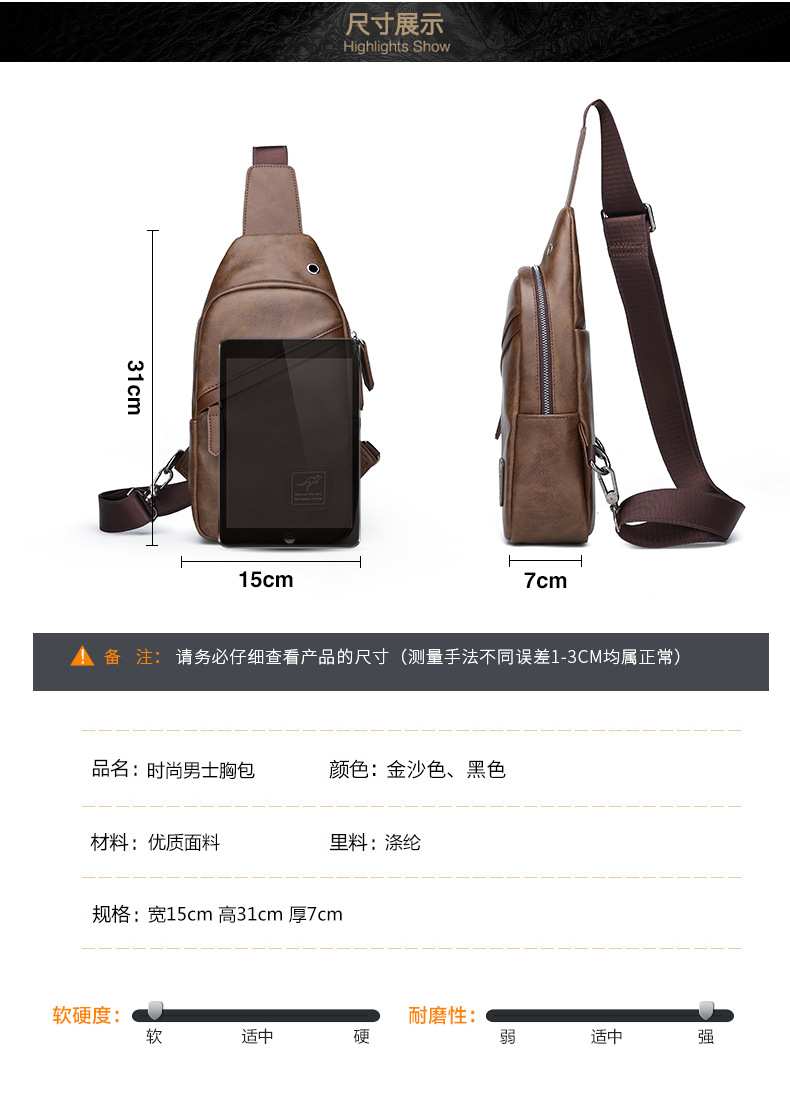 尺寸展示
Highlights Show
31cm
15cm
7cm
备 注： 请务必仔细查看产品的尺寸（测量手法不同误差1-3CM均属正常）
品名：时尚男士胸包 颜色：金沙色、黑色
材料：优质面料 里料：涤纶
规格：宽15cm 高31cm 厚7cm
软硬度： 耐磨性：
软 适中 硬 弱 适中 强